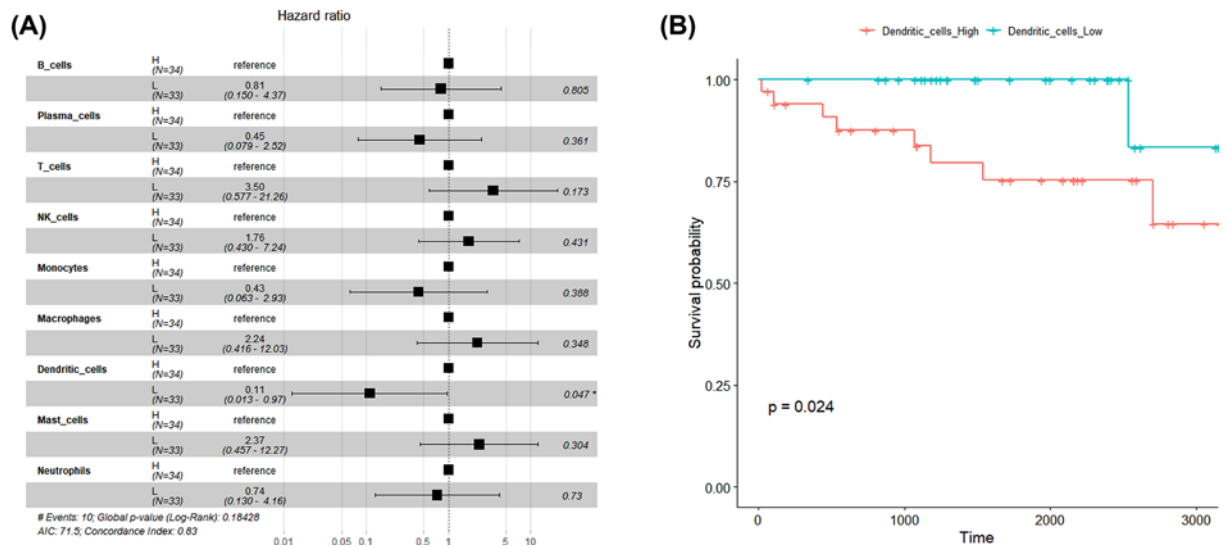 (A)
Hazard ratio
B_cells H (N=34) reference
L (N=33) 0.81 (0.150 - 4.37) 0.805
Plasma_cells H (N=34) reference
L (N=33) 0.45 (0.079 - 2.52) 0.361
T_cells H (N=34) reference
L (N=33) 3.50 (0.577 - 21.26) 0.173
NK_cells H (N=34) reference
L (N=33) 1.76 (0.430 - 7.24) 0.431
Monocytes H (N=34) reference
L (N=33) 0.43 (0.063 - 2.93) 0.388
Macrophages H (N=34) reference
L (N=33) 2.24 (0.416 - 12.03) 0.348
Dendritic_cells H (N=34) reference
L (N=33) 0.11 (0.013 - 0.97) 0.047 *
Mast_cells H (N=34) reference
L (N=33) 2.37 (0.457 - 12.27) 0.304
Neutrophils H (N=34) reference
L (N=33) 0.74 (0.130 - 4.16) 0.73
# Events: 10; Global p-value (Log-Rank): 0.18428
AIC: 71.5; Concordance Index: 0.83
0.01 0.05 0.1 0.5 1 5 10
(B)
Dendritic_cells_High Dendritic_cells_Low
1.00
0.75
0.50
0.25
0.00
Survival probability
p = 0.024
0 1000 2000 3000
Time